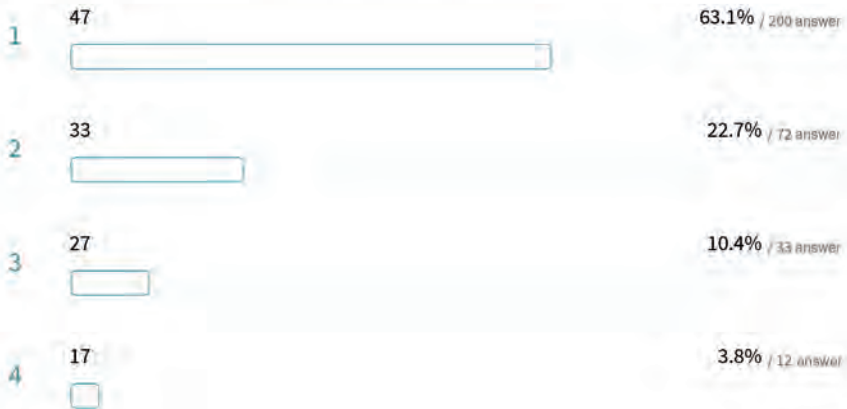 1 47 63.1% / 200 answer
2 33 22.7% / 72 answer
3 27 10.4% / 33 answer
4 17 3.8% / 12 answer